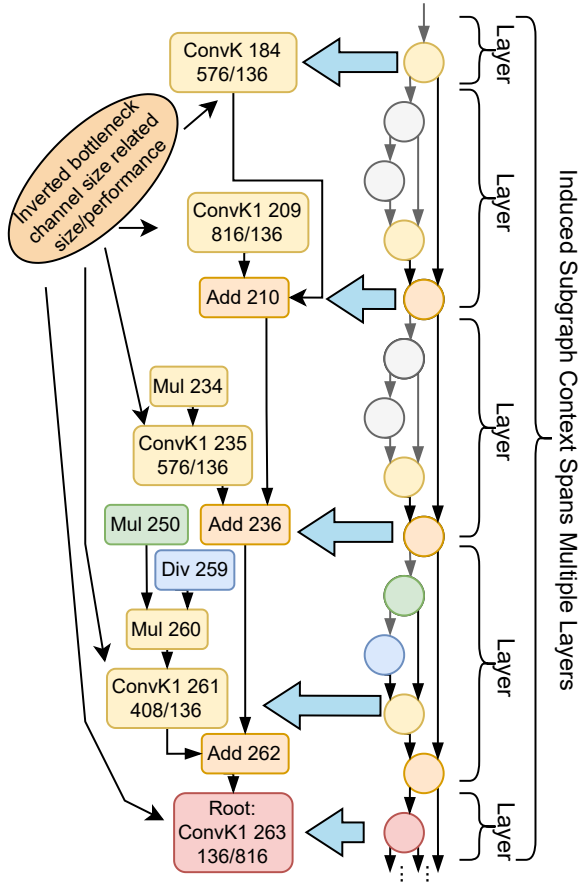 ConvK 184
576/136
Inverted bottleneck
channel size related
size/performance
ConvK1 209
816/136
Add 210
Mul 234
ConvK1 235
576/136
Mul 250
Add 236
Div 259
Mul 260
ConvK1 261
408/136
Add 262
Root:
ConvK1 263
136/816
Layer
Layer
Layer
Layer
Layer
Induced Subgraph Context Spans Multiple Layers
... ...